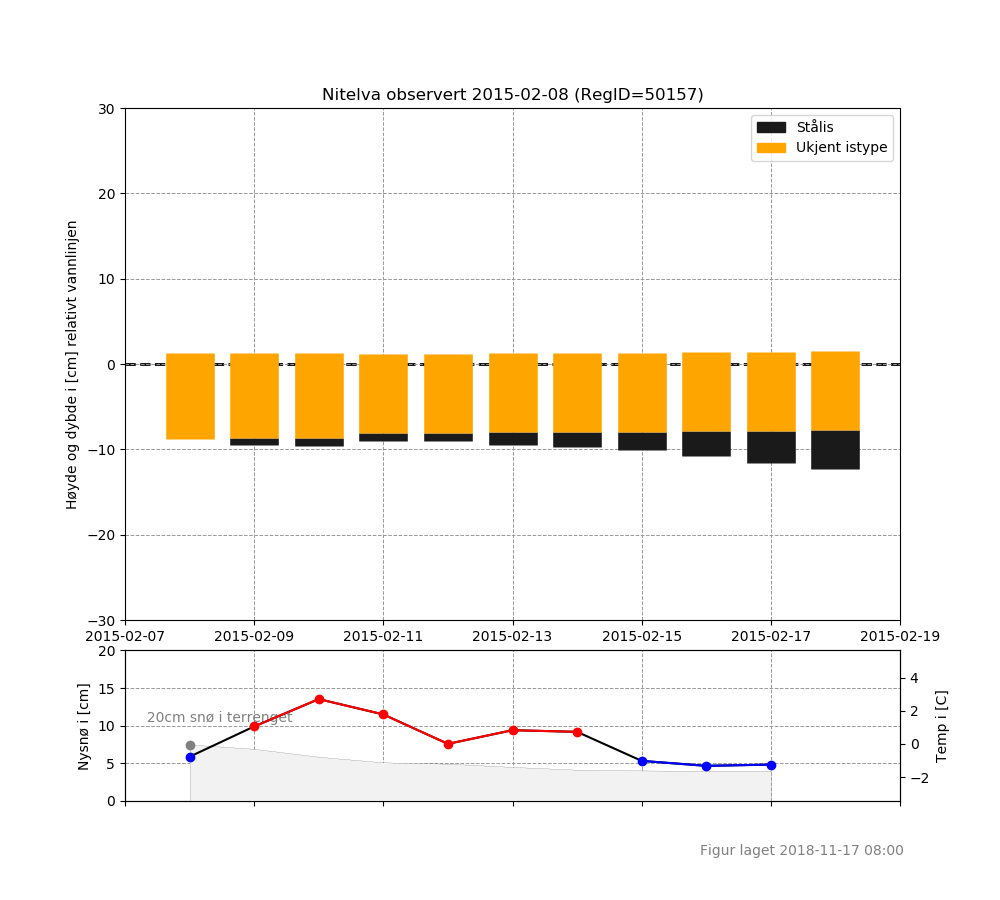 Nitelva observert 2015-02-08 (RegID=50157)
Høyde og dybde i [cm] relativt vannlinjen
30
20
10
0
−10
−20
−30
Stålis
Ukjent istype
2015-02-07 2015-02-09 2015-02-11 2015-02-13 2015-02-15 2015-02-17 2015-02-19
Nysnø i [cm]
20
15
10
5
0
20cm snø i terrenget
4
2
0
−2
Temp i [C]
Figur laget 2018-11-17 08:00